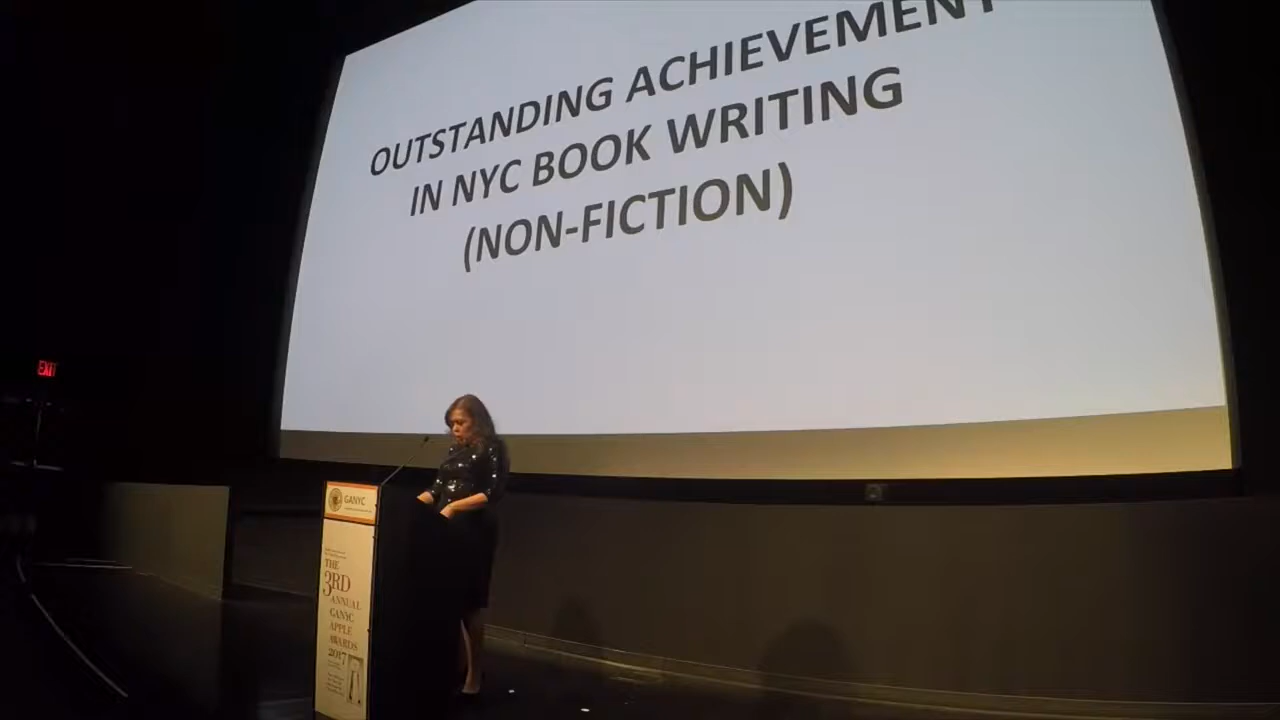 OUTSTANDING ACHIEVEMENT
IN NYC BOOK WRITING
(NON-FICTION)
EXIT
GANYC
THE
3RD
ANNUAL
GANYC
APPLE
AWARDS
2017